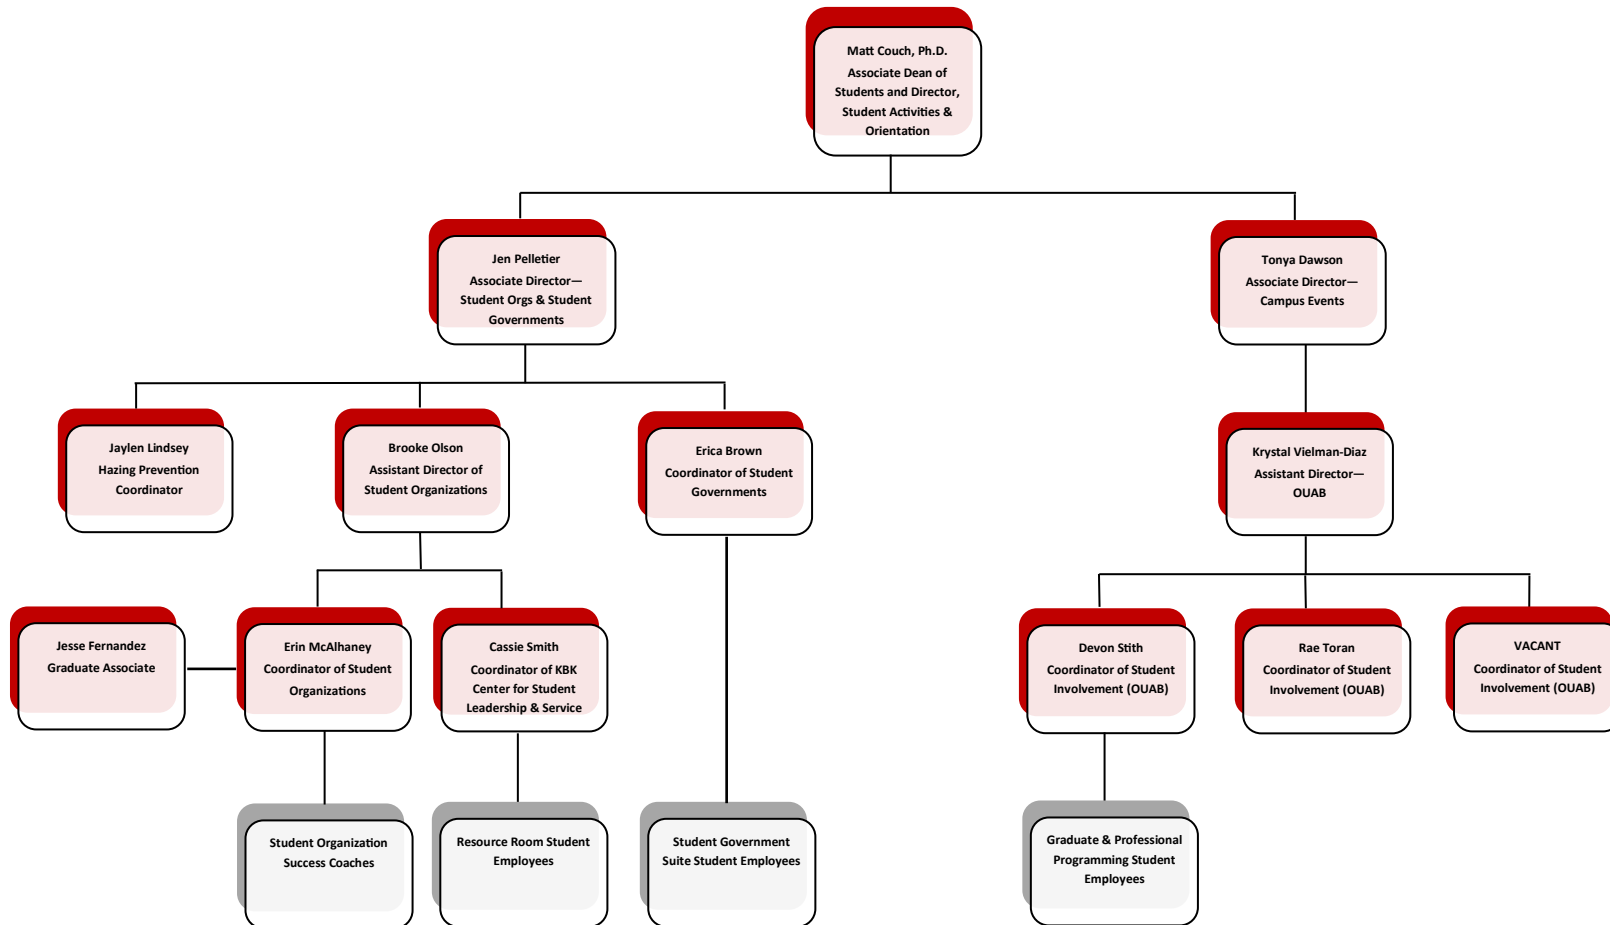 Matt Couch, Ph.D.
Associate Dean of
Students and Director,
Student Activities &
Orientation
Jen Pelletier
Associate Director—
Student Orgs & Student
Governments
Tonya Dawson
Associate Director—
Campus Events
Jaylen Lindsey
Hazing Prevention
Coordinator
Brooke Olson
Assistant Director of
Student Organizations
Erica Brown
Coordinator of Student
Governments
Krystal Vielman-Diaz
Assistant Director—
OUAB
Jesse Fernandez
Graduate Associate
Erin McAlhaney
Coordinator of Student
Organizations
Cassie Smith
Coordinator of KBK
Center for Student
Leadership & Service
Devon Stith
Coordinator of Student
Involvement (OUAB)
Rae Toran
Coordinator of Student
Involvement (OUAB)
VACANT
Coordinator of Student
Involvement (OUAB)
Student Organization
Success Coaches
Resource Room Student
Employees
Student Government
Suite Student Employees
Graduate & Professional
Programming Student
Employees